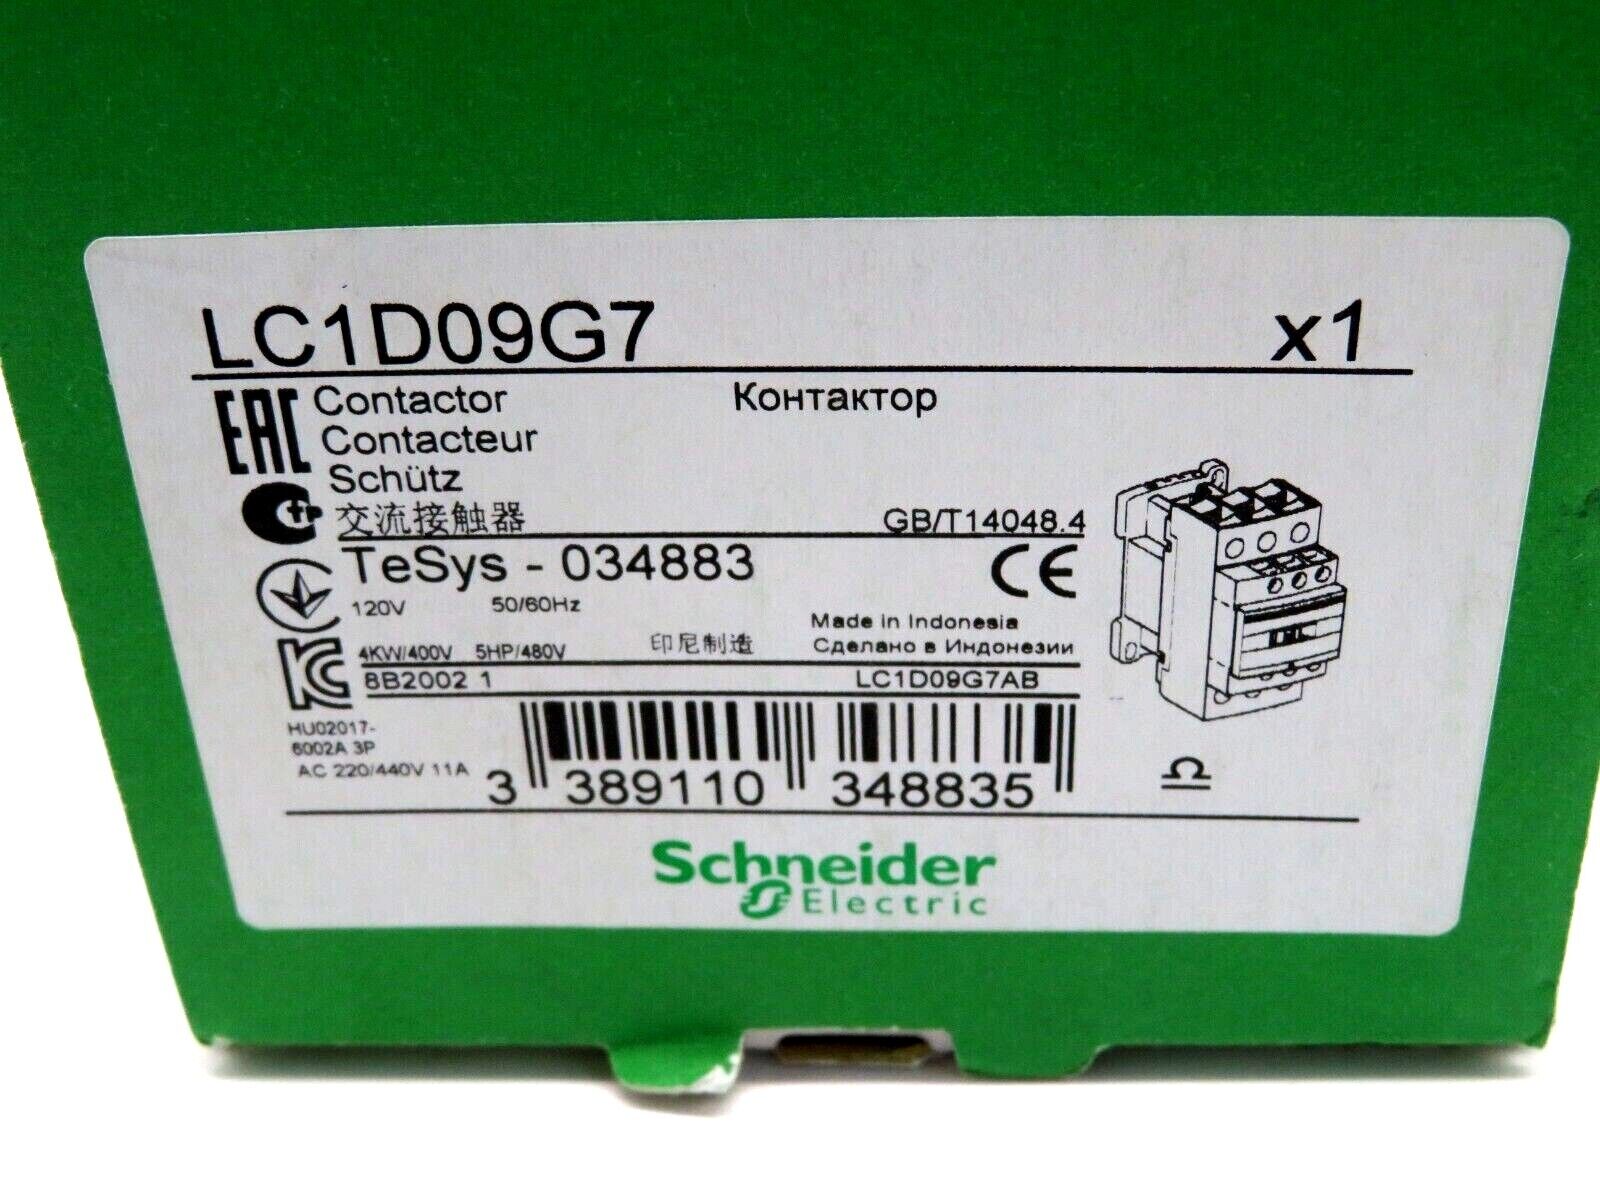 LC1D09G7 x1
EAC Contactor Контактор
Contacteur
Schütz
交流接触器 GB/T14048.4
TeSys - 034883 CE
120V 50/60Hz
Made in Indonesia
4KW/400V 5HP/480V 印尼制造 Сделано в Индонезии
8B2002 1 LC1D09G7AB
HU02017-
6002A 3P
AC 220/440V 11A
3 389110 348835
Schneider
Electric